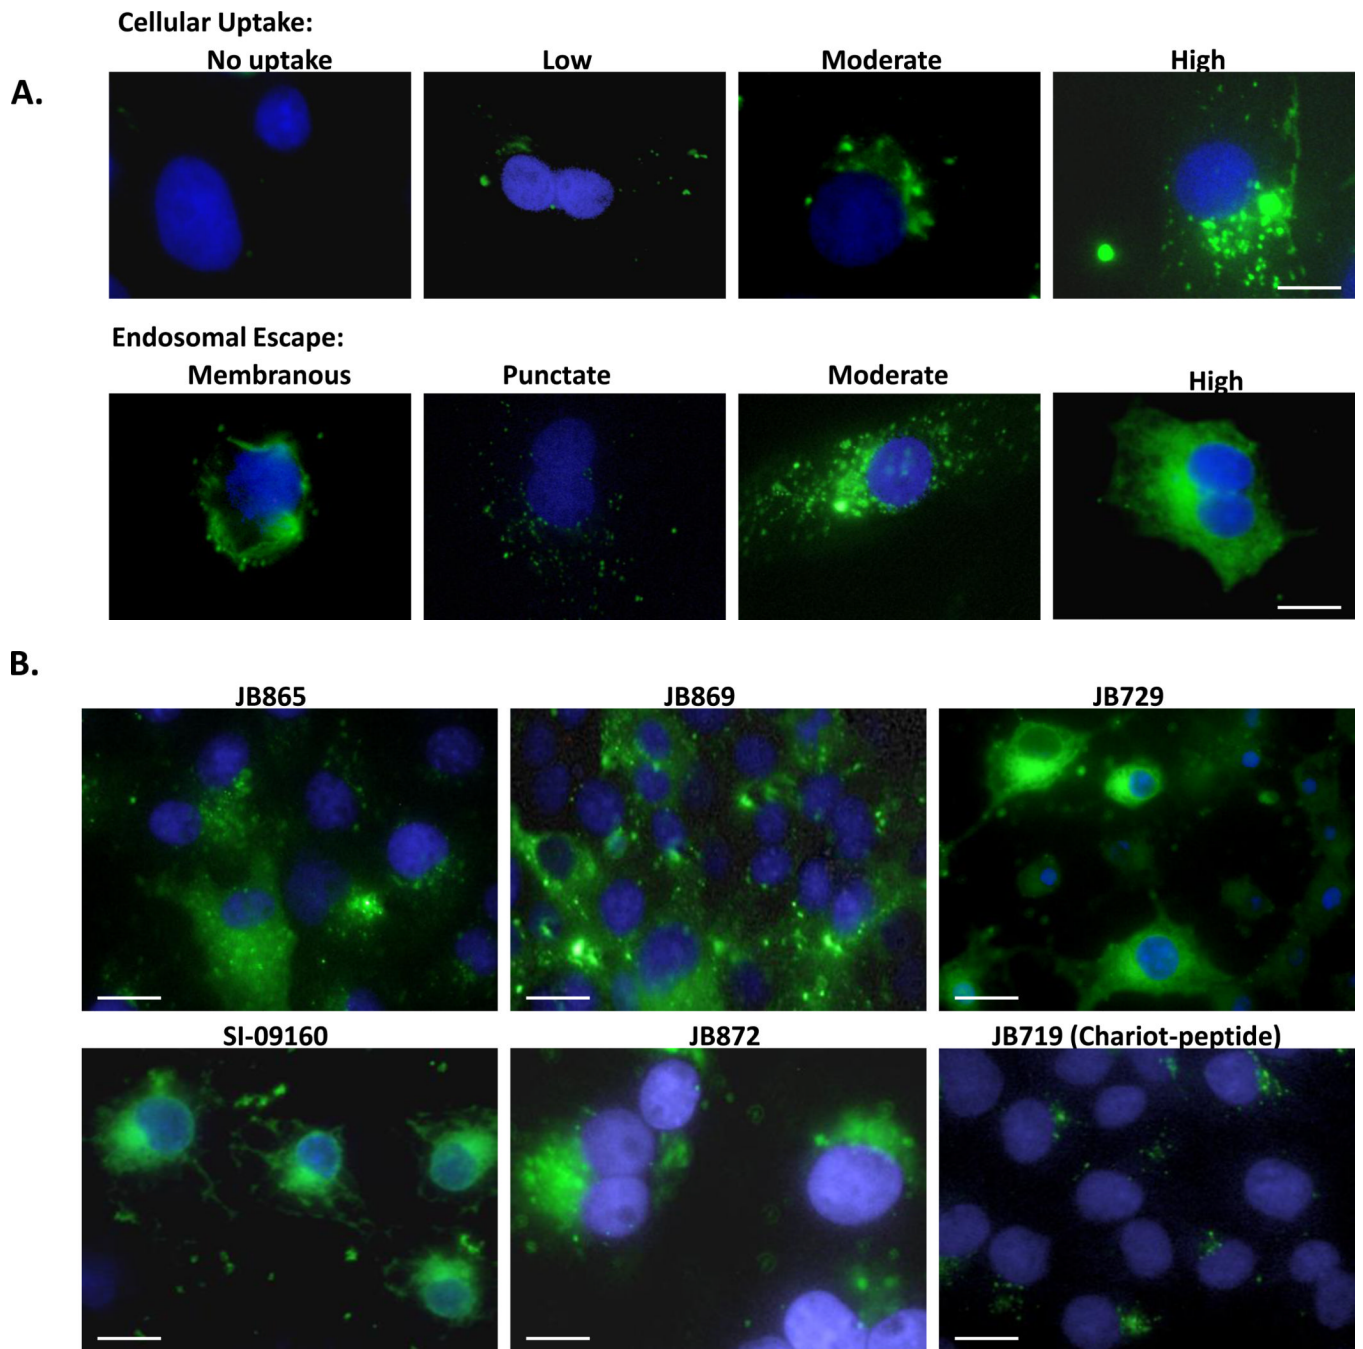 Cellular Uptake:
No uptake Low Moderate High
A.
Endosomal Escape:
Membranous Punctate Moderate High
B.
JB865 JB869 JB729
SI-09160 JB872 JB719 (Chariot-peptide)